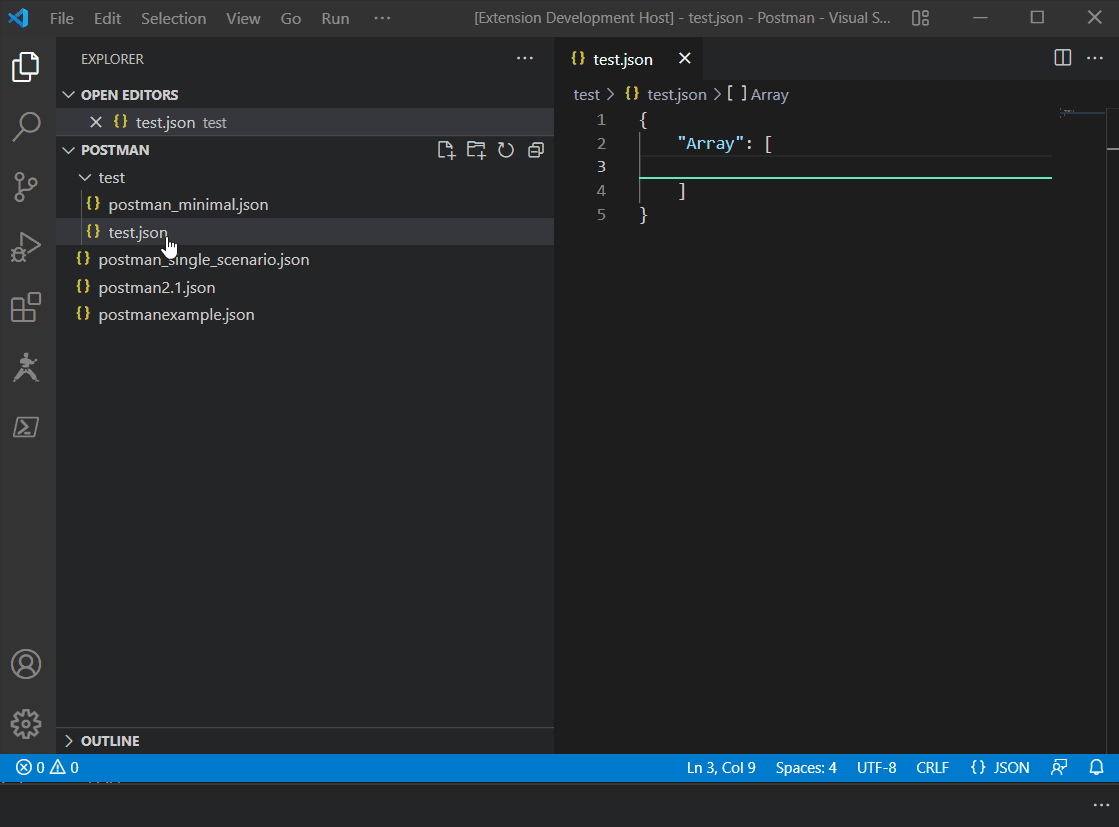 File Edit Selection View Go Run ··· [Extension Development Host] - test.json - Postman - Visual S...
EXPLORER
OPEN EDITORS
{} test.json test
POSTMAN
test
{} postman_minimal.json
{} test.json
{} postman_single_scenario.json
{} postman2.1.json
{} postmanexample.json
OUTLINE
{} test.json
test > {} test.json > [ ] Array
1 {
2 "Array": [
3
4 ]
5 }
0 0 Ln 3, Col 9 Spaces: 4 UTF-8 CRLF {} JSON